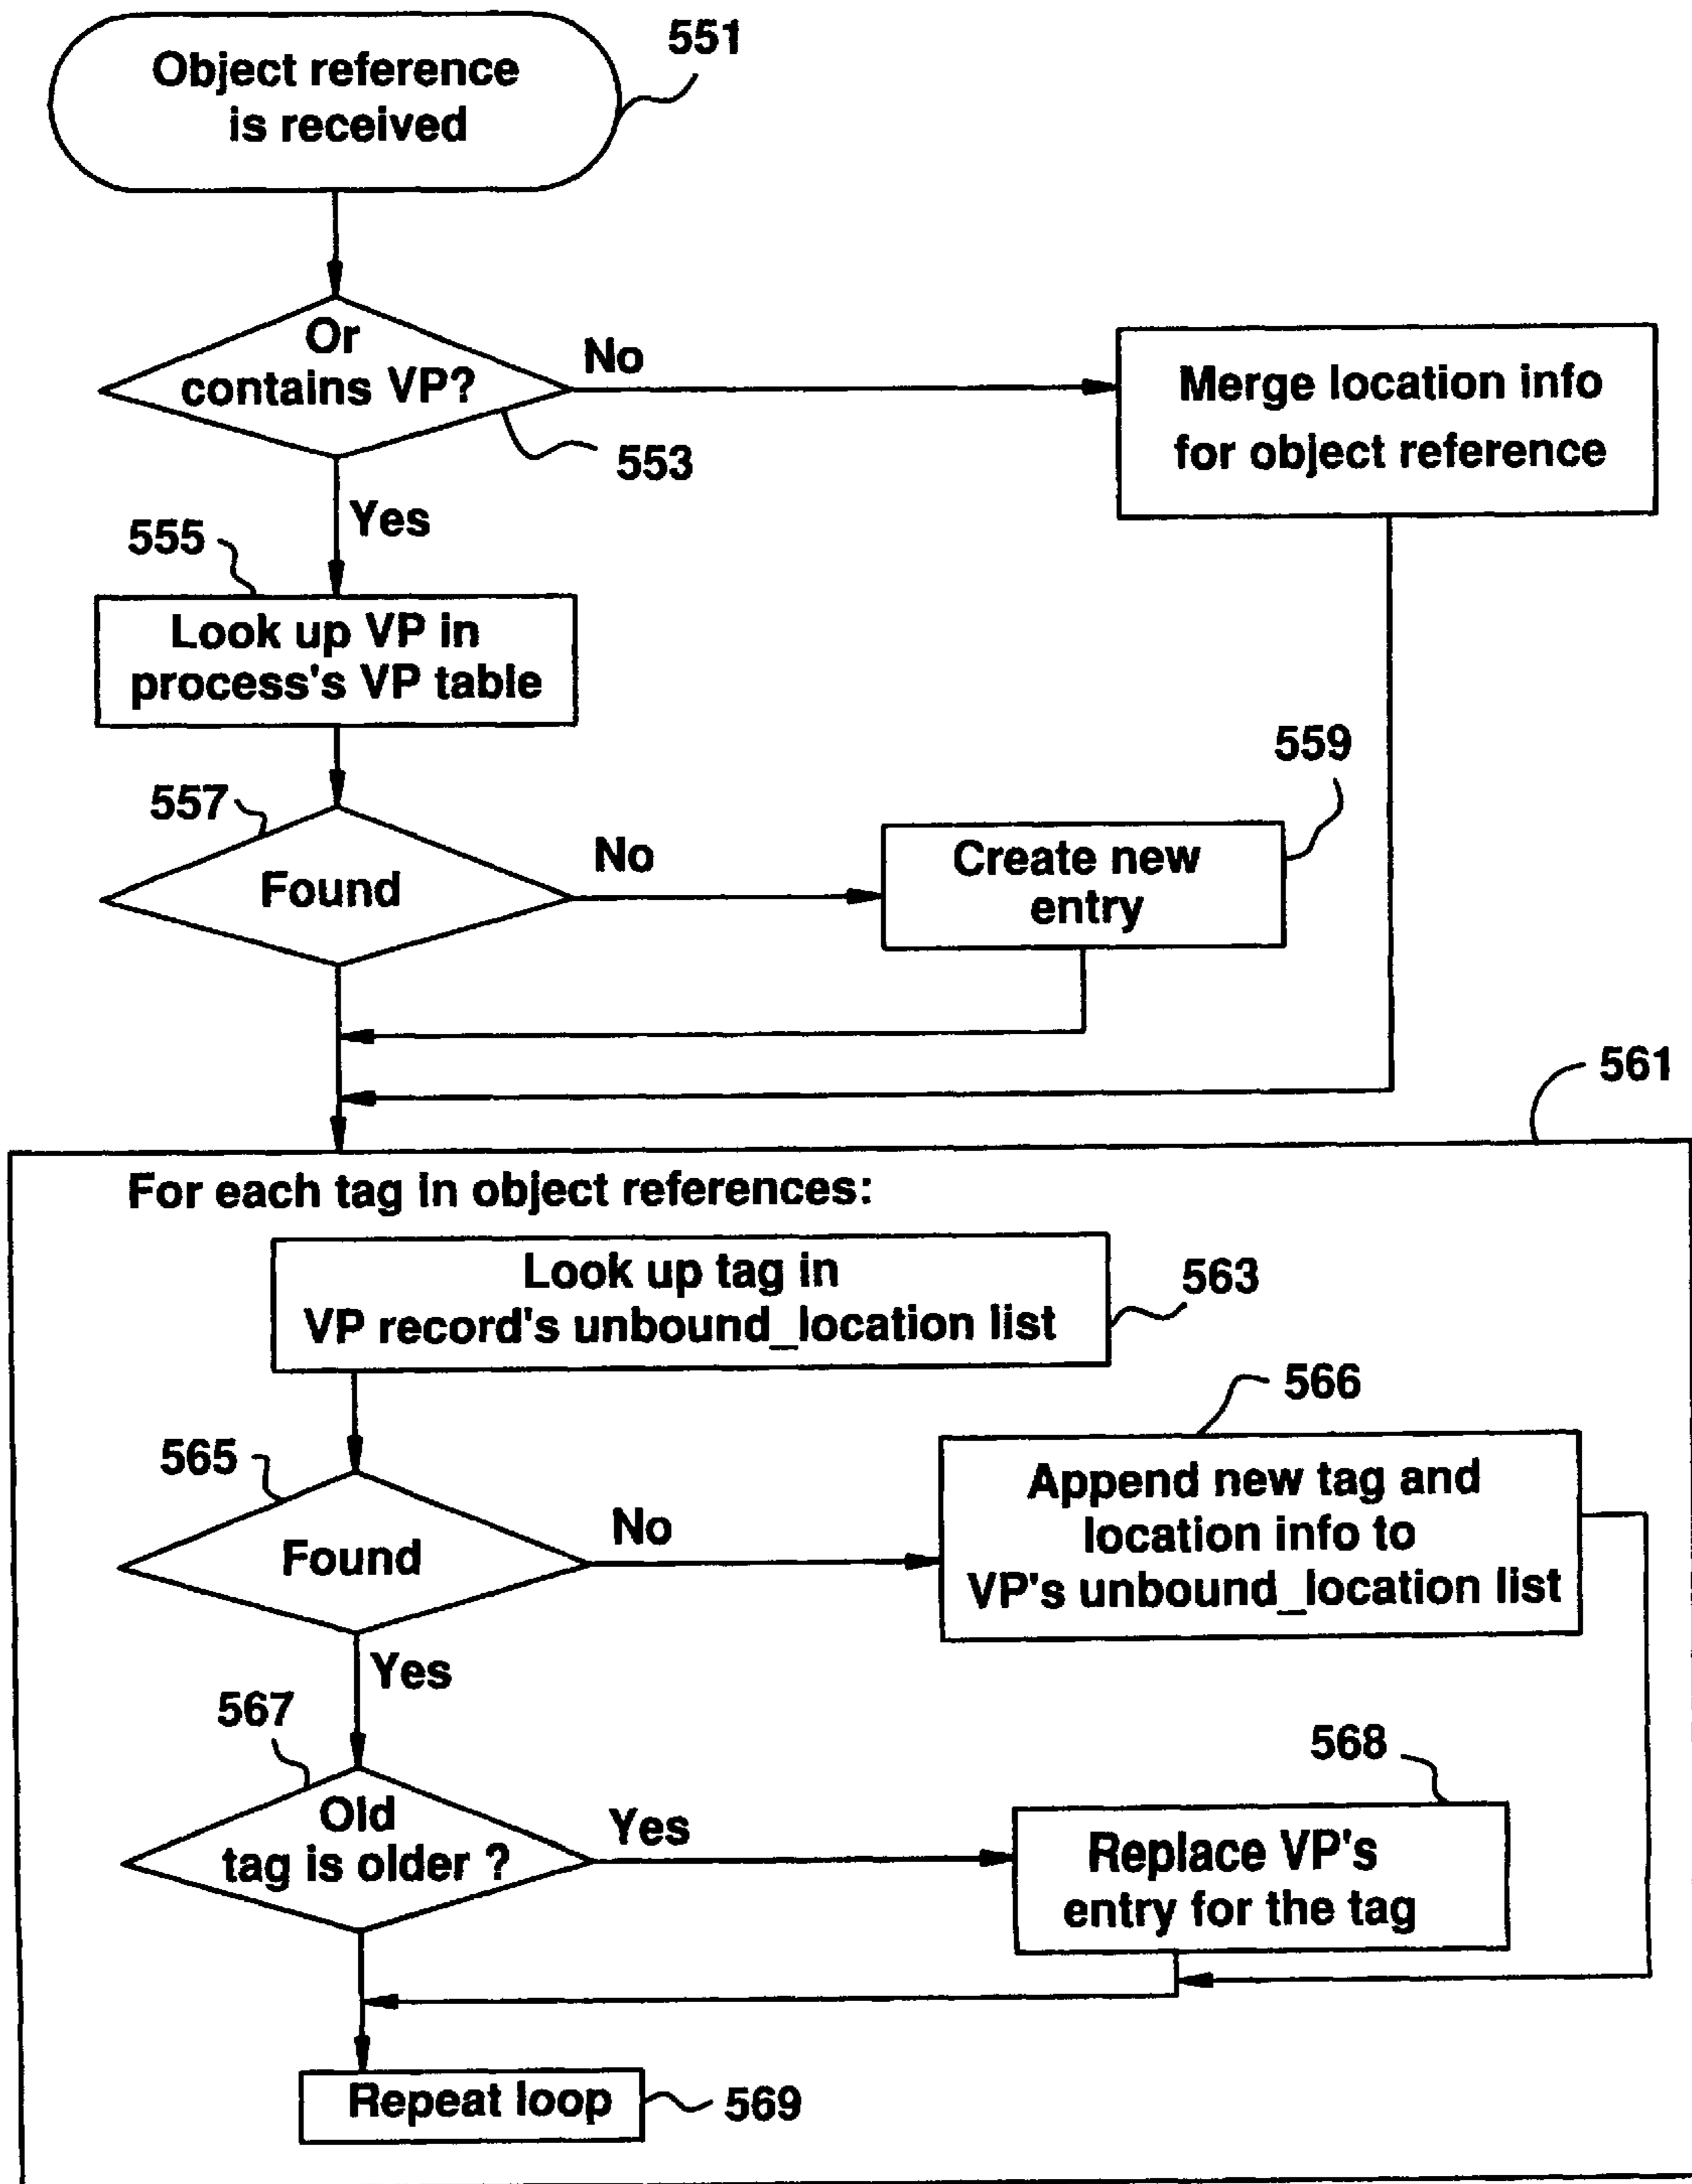 Object reference
is received
551
Or
contains VP?
No
553
Merge location info
for object reference
Yes
555
Look up VP in
process's VP table
557
Found
No
559
Create new
entry
561
For each tag in object references:
Look up tag in
VP record's unbound_location list
563
565
Found
No
566
Append new tag and
location info to
VP's unbound_location list
Yes
567
Old
tag is older ?
Yes
568
Replace VP's
entry for the tag
Repeat loop
569